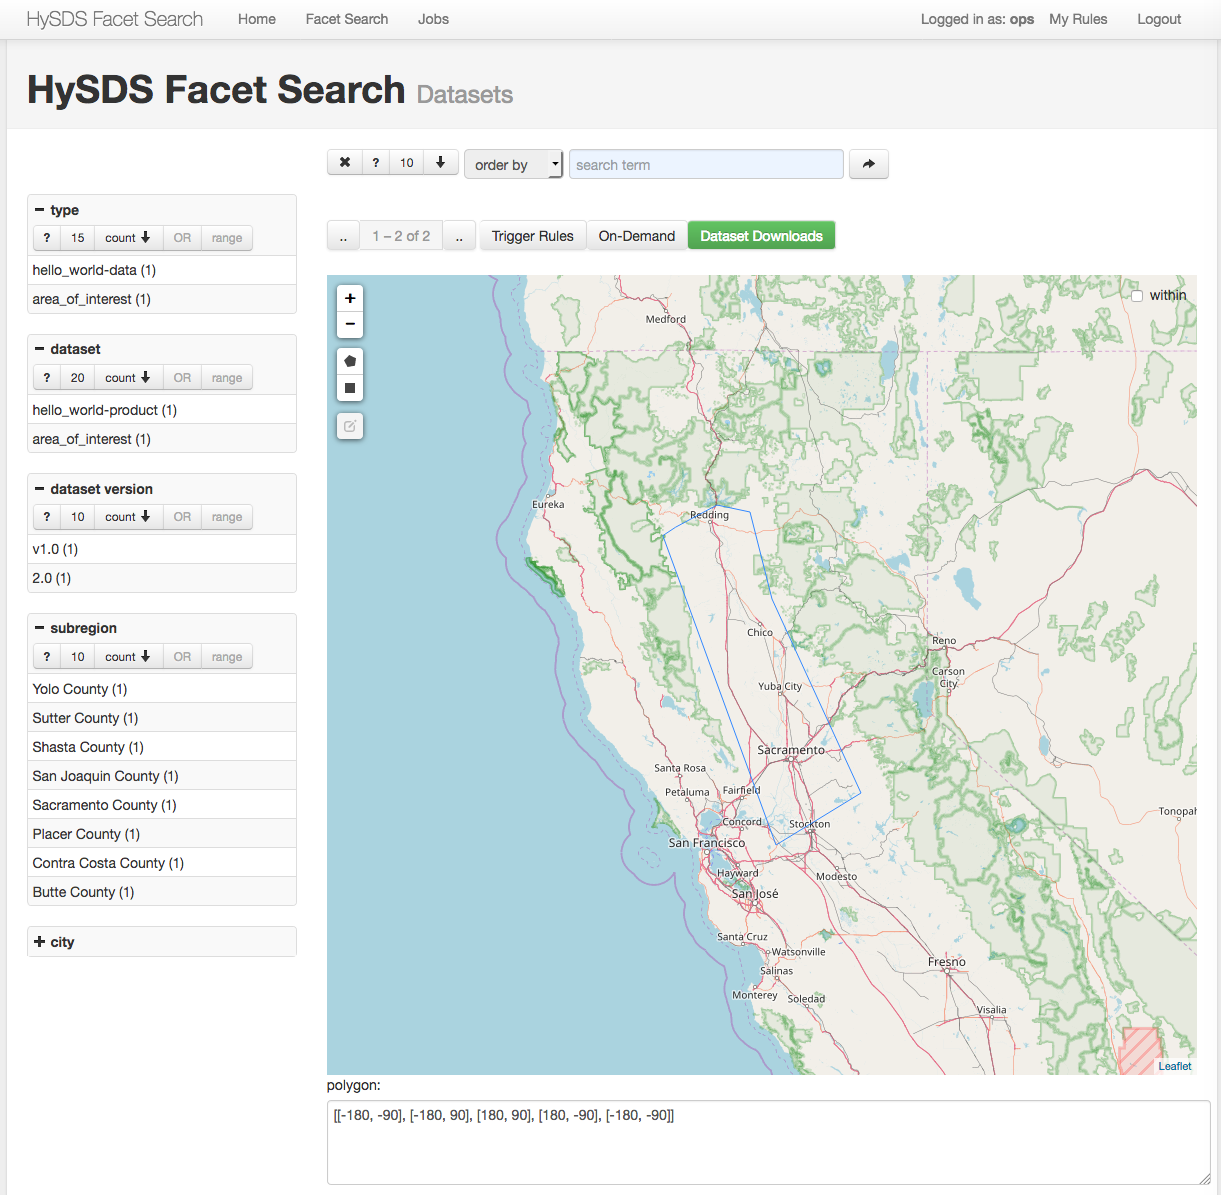 HySDS Facet Search Home Facet Search Jobs Logged in as: ops My Rules Logout
HySDS Facet Search Datasets
? 10 order by search term
type
? 15 count OR range
hello_world-data (1)
area_of_interest (1)
dataset
? 20 count OR range
hello_world-product (1)
area_of_interest (1)
dataset version
? 10 count OR range
v1.0 (1)
2.0 (1)
subregion
? 10 count OR range
Yolo County (1)
Sutter County (1)
Shasta County (1)
San Joaquin County (1)
Sacramento County (1)
Placer County (1)
Contra Costa County (1)
Butte County (1)
city
.. 1 – 2 of 2 .. Trigger Rules On-Demand Dataset Downloads
+
−
within
Medford
Eureka
Redding
Chico
Reno
Carson
City
Yuba City
Sacramento
Santa Rosa
Petaluma
Fairfield
Tonopah
Concord
Stockton
San Francisco
Hayward
Modesto
San José
Santa Cruz
Watsonville
Fresno
Salinas
Monterey
Soledad
Visalia
Leaflet
polygon:
[[-180, -90], [-180, 90], [180, 90], [180, -90], [-180, -90]]